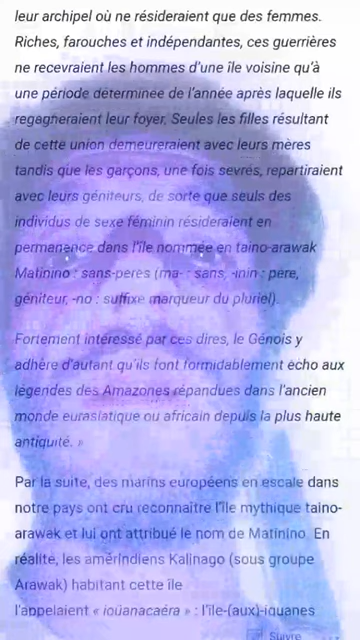 leur archipel où ne résideraient que des femmes.
Riches, farouches et indépendantes, ces guerrières
ne recevraient les hommes d'une île voisine qu'à
une période déterminée de l'année après laquelle ils
regagneraient leur foyer. Seules les filles résultant
de cette union demeureraient avec leurs mères
tandis que les garçons, une fois sevrés, repartiraient
avec leurs géniteurs, de sorte que seuls des
individus de sexe féminin résideraient en
permanence dans l'île nommée en taino-arawak
Matinino : sans-pères (ma- : sans, -inin : père,
géniteur, -no : suffixe marqueur du pluriel).
Fortement intéressé par ces dires, le Génois y
adhère d'autant qu'ils font formidablement écho aux
légendes des Amazones répandues dans l'ancien
monde eurasiatique ou africain depuis la plus haute
antiquité. »
Par la suite, des marins européens en escale dans
notre pays ont cru reconnaître l'île mythique taino-
arawak et lui ont attribué le nom de Matinino. En
réalité, les amérindiens Kalinago (sous groupe
Arawak) habitant cette île
l'appelaient « ioüanacaéra » : l'île-(aux)-iguanes
Suivre